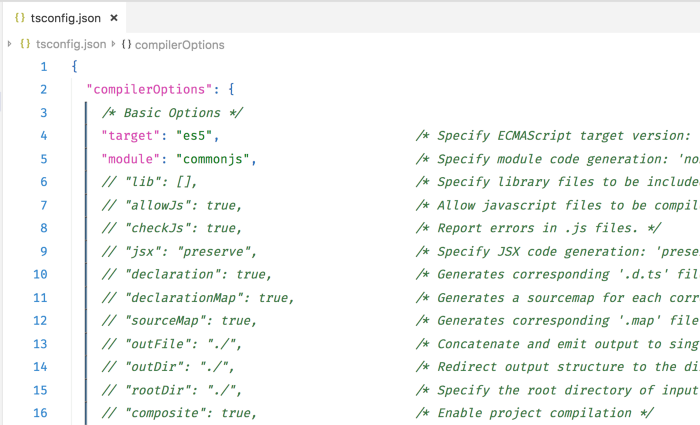 {} tsconfig.json ×
{} tsconfig.json ▸ {} compilerOptions
1 {
2 "compilerOptions": {
3 /* Basic Options */
4 "target": "es5", /* Specify ECMAScript target version:
5 "module": "commonjs", /* Specify module code generation: 'no
6 // "lib": [], /* Specify library files to be include
7 // "allowJs": true, /* Allow javascript files to be compil
8 // "checkJs": true, /* Report errors in .js files. */
9 // "jsx": "preserve", /* Specify JSX code generation: 'prese
10 // "declaration": true, /* Generates corresponding '.d.ts' fil
11 // "declarationMap": true, /* Generates a sourcemap for each corr
12 // "sourceMap": true, /* Generates corresponding '.map' file
13 // "outFile": "./", /* Concatenate and emit output to sing
14 // "outDir": "./", /* Redirect output structure to the di
15 // "rootDir": "./", /* Specify the root directory of input
16 // "composite": true, /* Enable project compilation */